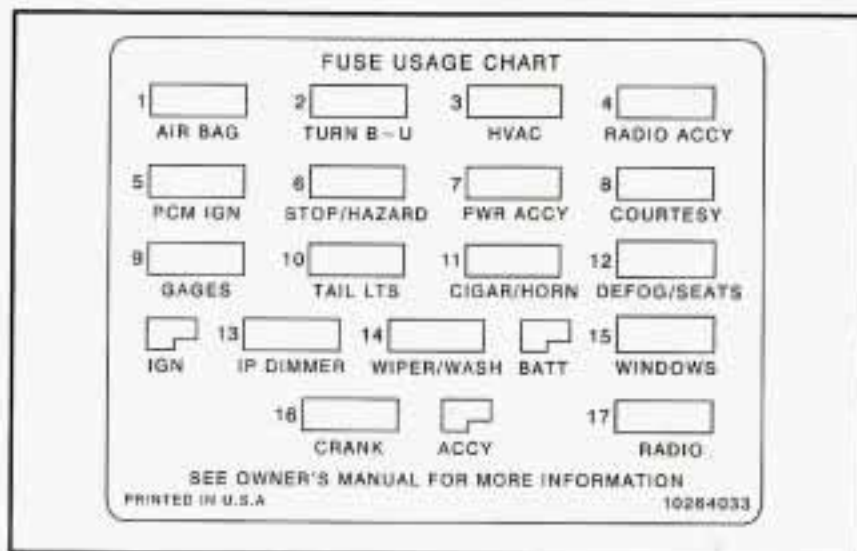 FUSE USAGE CHART
1 2 3 4
AIR BAG TURN B-U HVAC RADIO ACCY
5 6 7 8
PCM IGN STOP/HAZARD PWR ACCY COURTESY
9 10 11 12
GAGES TAIL LTS CIGAR/HORN DEFOG/SEATS
13 14 15
IGN IP DIMMER WIPER/WASH BATT WINDOWS
16 17
CRANK ACCY RADIO
SEE OWNER'S MANUAL FOR MORE INFORMATION
PRINTED IN U.S.A 10264033